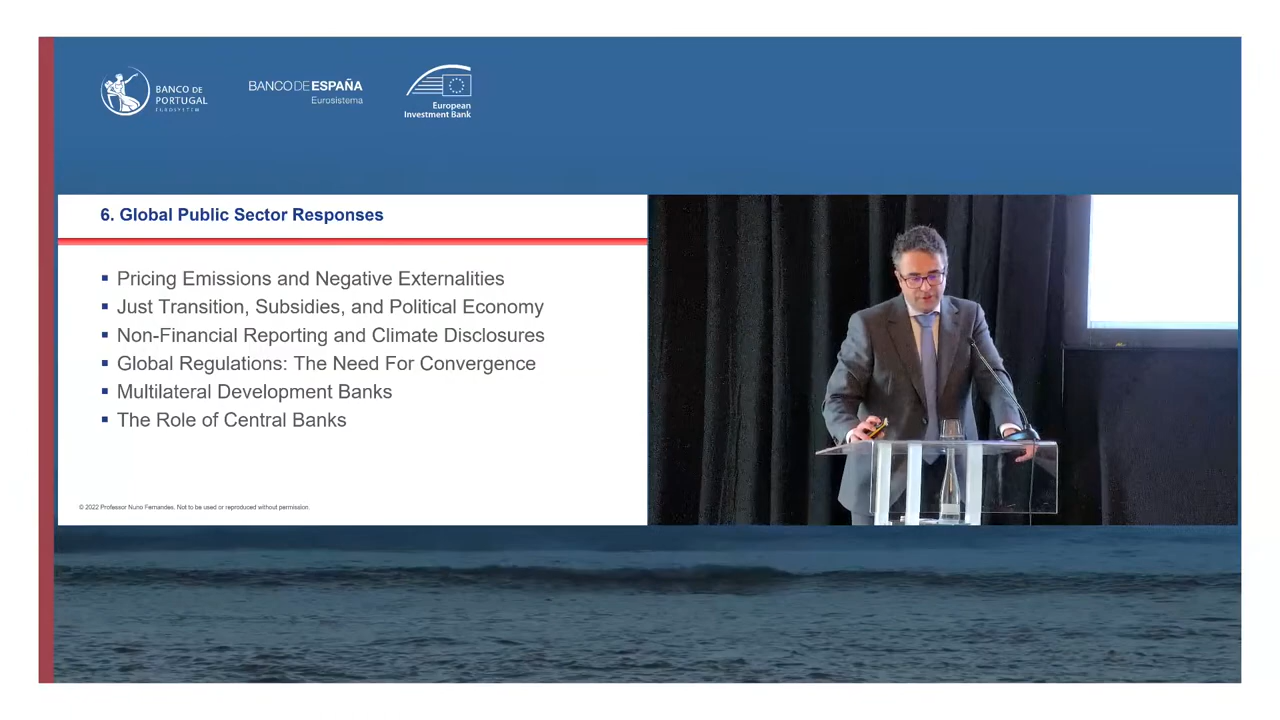 BANCO DE
PORTUGAL
EUROSYSTEM
BANCO DE ESPAÑA
Eurosistema
European
Investment Bank
6. Global Public Sector Responses
▪ Pricing Emissions and Negative Externalities
▪ Just Transition, Subsidies, and Political Economy
▪ Non-Financial Reporting and Climate Disclosures
▪ Global Regulations: The Need For Convergence
▪ Multilateral Development Banks
▪ The Role of Central Banks
© 2022 Professor Nuno Fernandes. Not to be used or reproduced without permission